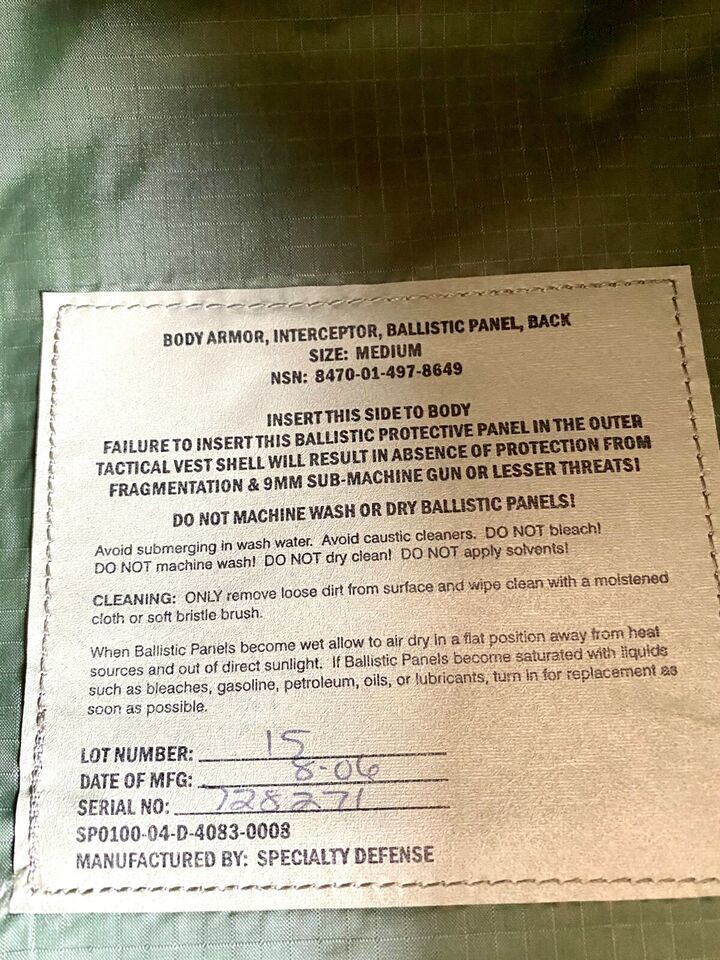 BODY ARMOR, INTERCEPTOR, BALLISTIC PANEL, BACK
SIZE: MEDIUM
NSN: 8470-01-497-8649
INSERT THIS SIDE TO BODY
FAILURE TO INSERT THIS BALLISTIC PROTECTIVE PANEL IN THE OUTER
TACTICAL VEST SHELL WILL RESULT IN ABSENCE OF PROTECTION FROM
FRAGMENTATION & 9MM SUB-MACHINE GUN OR LESSER THREATS!
DO NOT MACHINE WASH OR DRY BALLISTIC PANELS!
Avoid submerging in wash water. Avoid caustic cleaners. DO NOT bleach!
DO NOT machine wash! DO NOT dry clean! DO NOT apply solvents!
CLEANING: ONLY remove loose dirt from surface and wipe clean with a moistened
cloth or soft bristle brush.
When Ballistic Panels become wet allow to air dry in a flat position away from heat
sources and out of direct sunlight. If Ballistic Panels become saturated with liquids
such as bleaches, gasoline, petroleum, oils, or lubricants, turn in for replacement as
soon as possible.
LOT NUMBER: 15
DATE OF MFG: 8-06
SERIAL NO: 728271
SP0100-04-D-4083-0008
MANUFACTURED BY: SPECIALTY DEFENSE